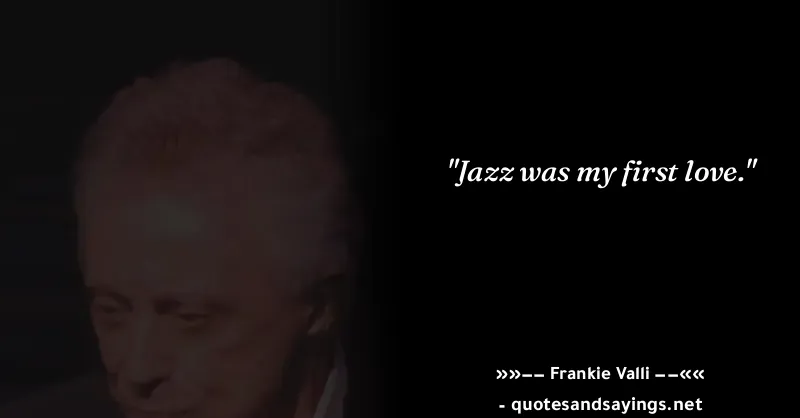 "Jazz was my first love."
»»–– Frankie Valli ––««
- quotesandsayings.net